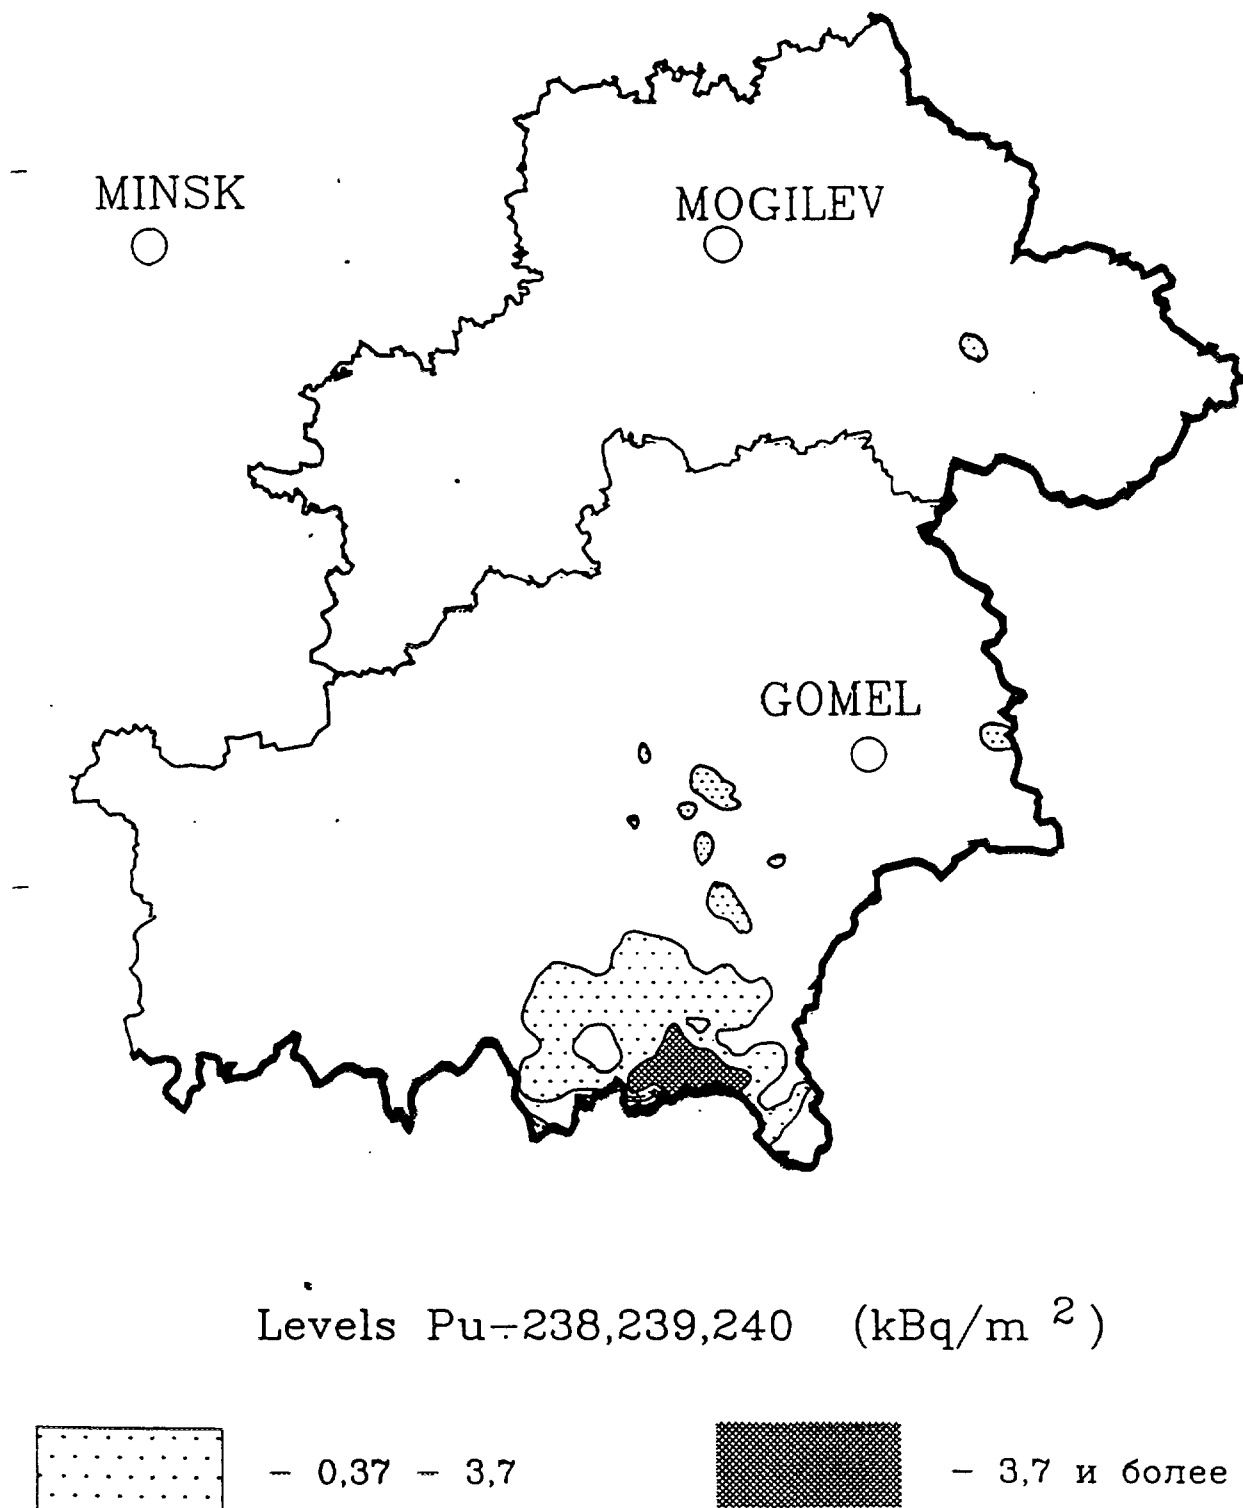 MINSK
MOGILEV
GOMEL
Levels Pu-238,239,240 (kBq/m ²)
- 0,37 - 3,7
- 3,7 и более